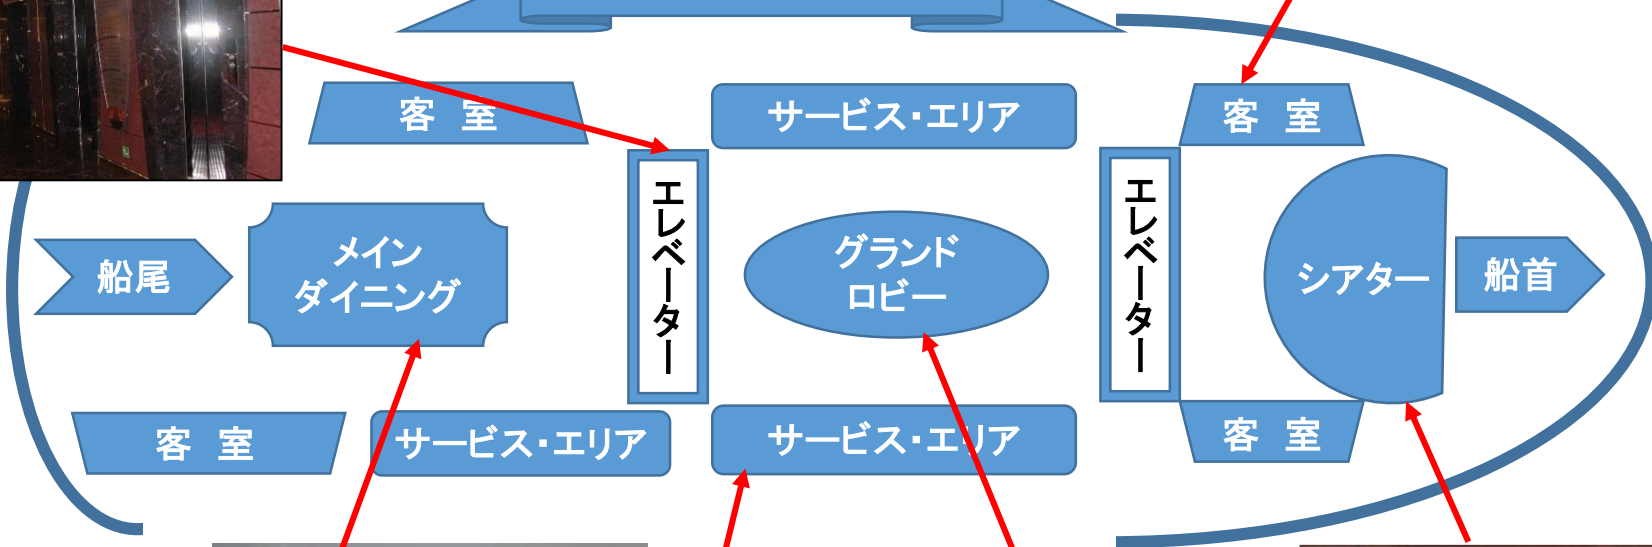 客　室
サービス・エリア
客　室
エレベーター
エレベーター
船尾
メイン
ダイニング
グランド
ロビー
シアター
船首
客　室
サービス・エリア
サービス・エリア
客　室